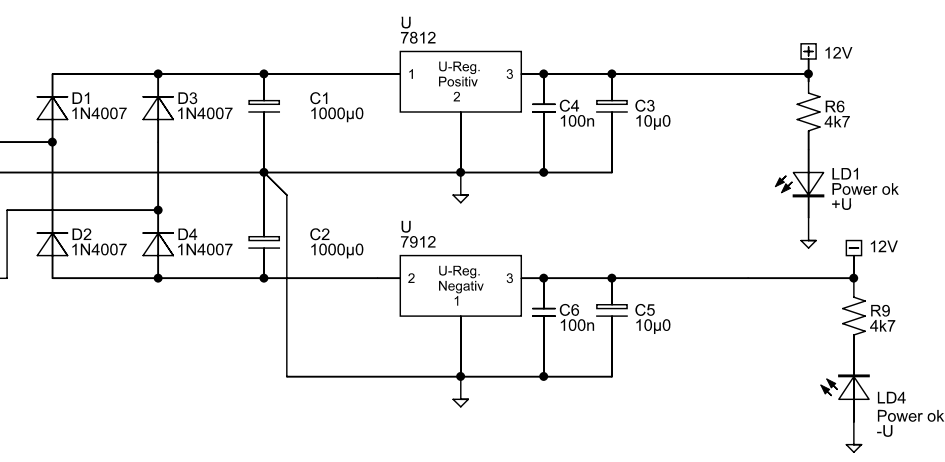 U
7812
1
U-Reg.
Positiv
2
3
+
12V
D1
1N4007
D3
1N4007
C1
1000µ0
C4
100n
C3
10µ0
R6
4k7
LD1
Power ok
+U
D2
1N4007
D4
1N4007
C2
1000µ0
U
7912
2
U-Reg.
Negativ
1
3
−
12V
C6
100n
C5
10µ0
R9
4k7
LD4
Power ok
-U